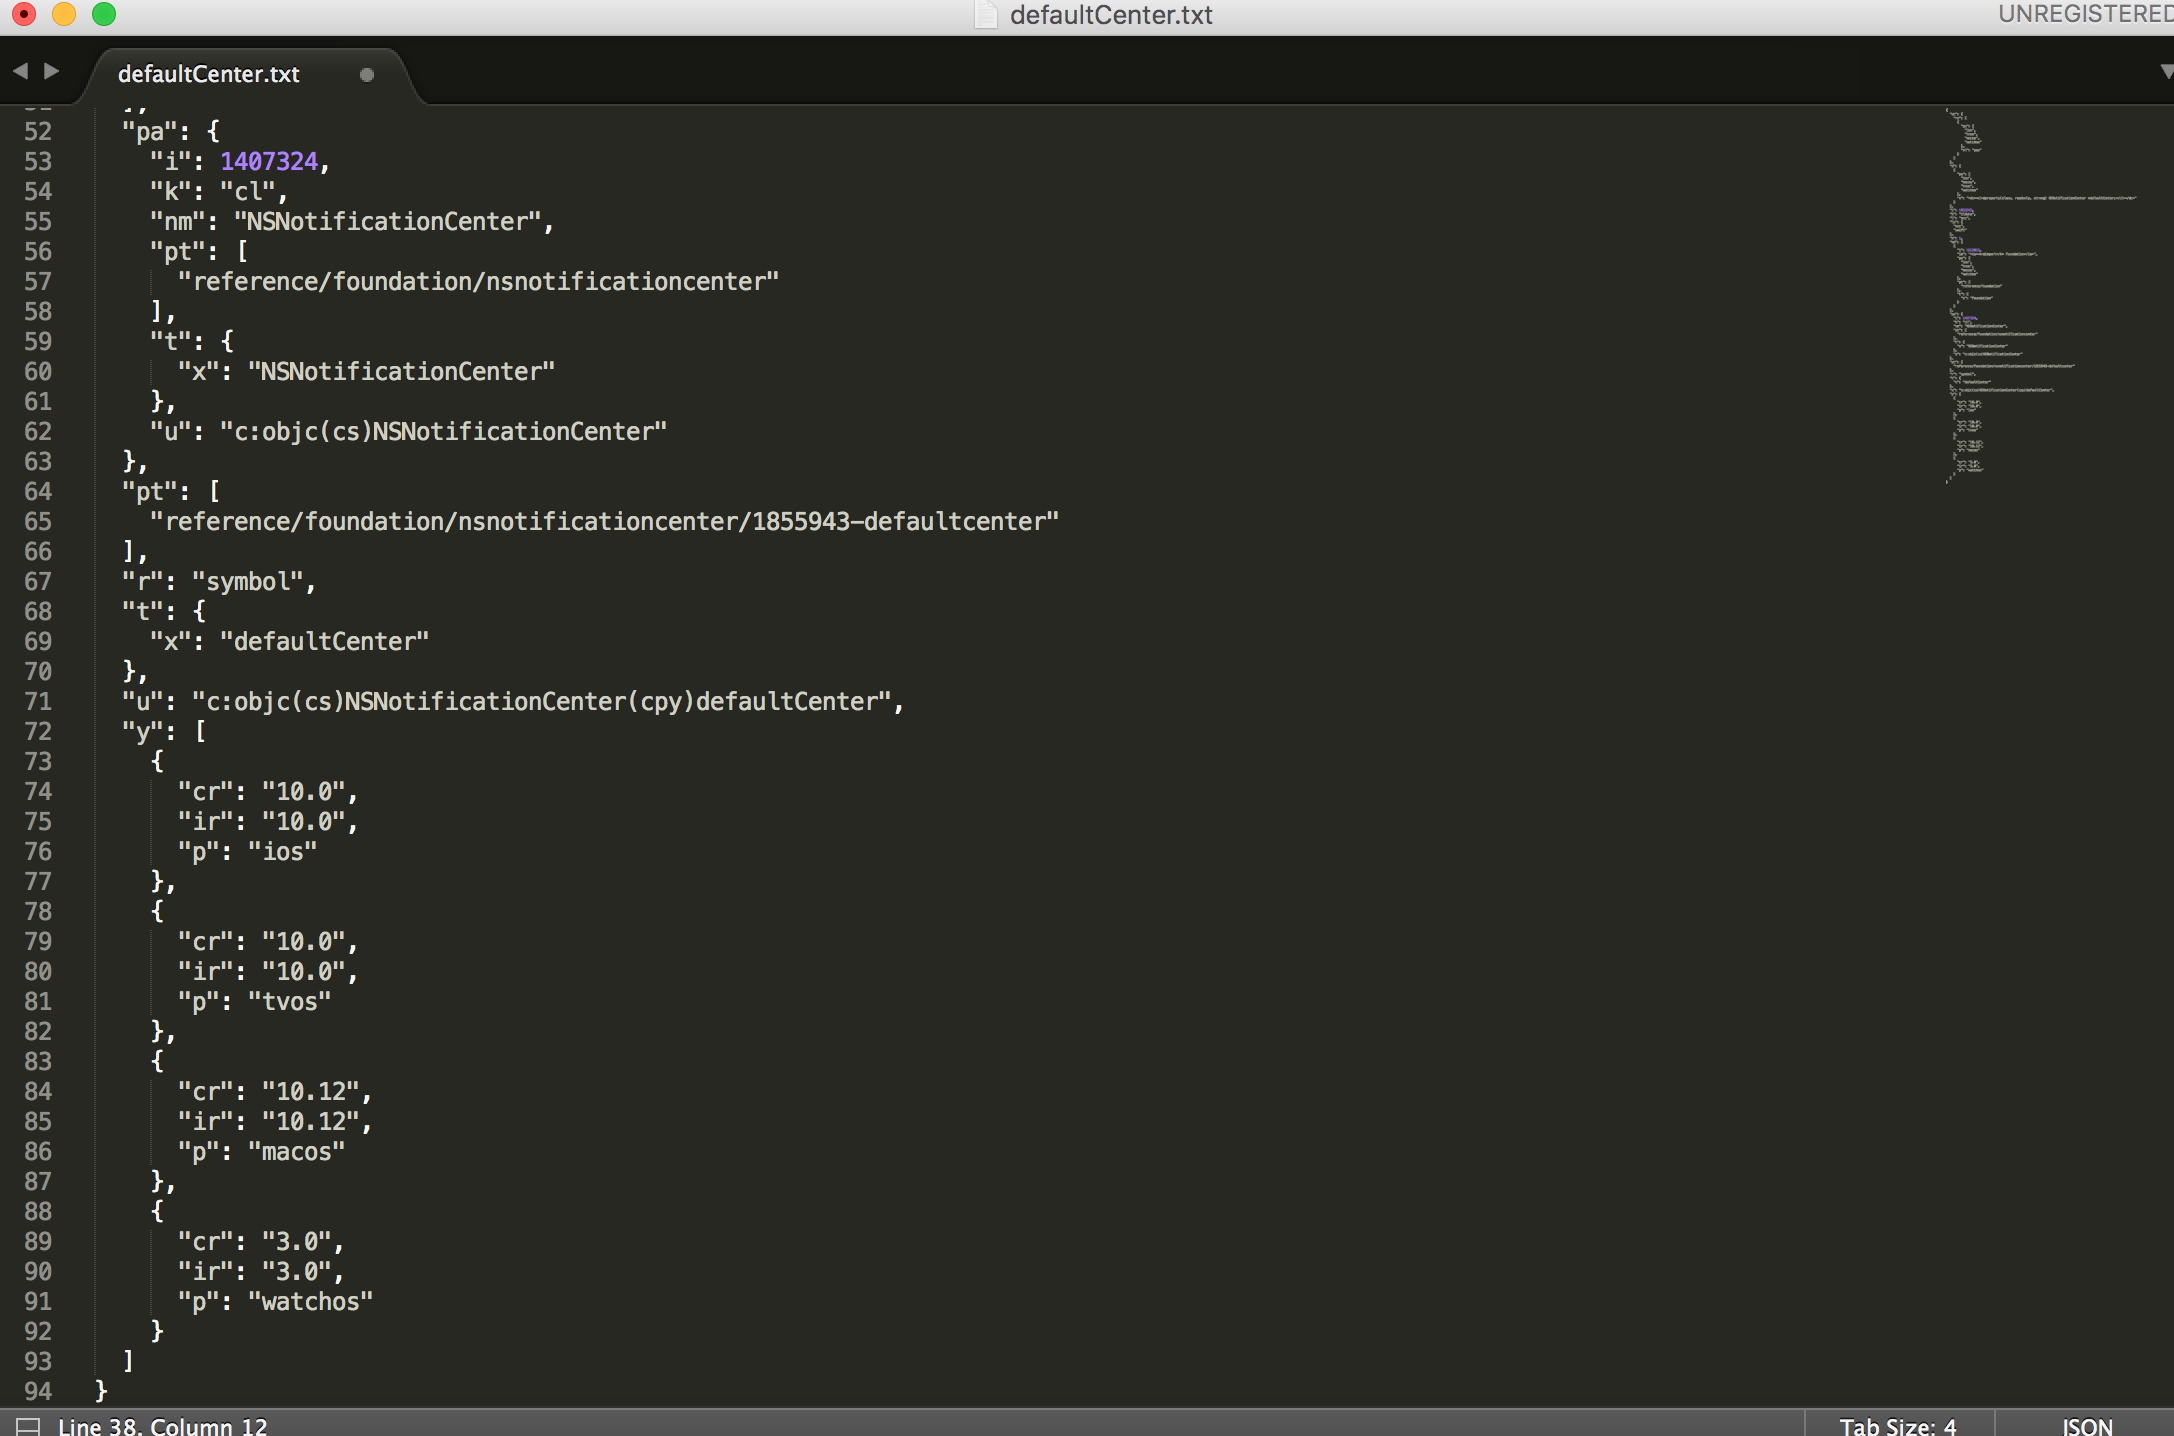 defaultCenter.txt
UNREGISTERED
defaultCenter.txt
],
52 "pa": {
53 "i": 1407324,
54 "k": "cl",
55 "nm": "NSNotificationCenter",
56 "pt": [
57 "reference/foundation/nsnotificationcenter"
58 ],
59 "t": {
60 "x": "NSNotificationCenter"
61 },
62 "u": "c:objc(cs)NSNotificationCenter"
63 },
64 "pt": [
65 "reference/foundation/nsnotificationcenter/1855943-defaultcenter"
66 ],
67 "r": "symbol",
68 "t": {
69 "x": "defaultCenter"
70 },
71 "u": "c:objc(cs)NSNotificationCenter(cpy)defaultCenter",
72 "y": [
73 {
74 "cr": "10.0",
75 "ir": "10.0",
76 "p": "ios"
77 },
78 {
79 "cr": "10.0",
80 "ir": "10.0",
81 "p": "tvos"
82 },
83 {
84 "cr": "10.12",
85 "ir": "10.12",
86 "p": "macos"
87 },
88 {
89 "cr": "3.0",
90 "ir": "3.0",
91 "p": "watchos"
92 }
93 ]
94 }
Line 38, Column 12
Tab Size: 4
JSON